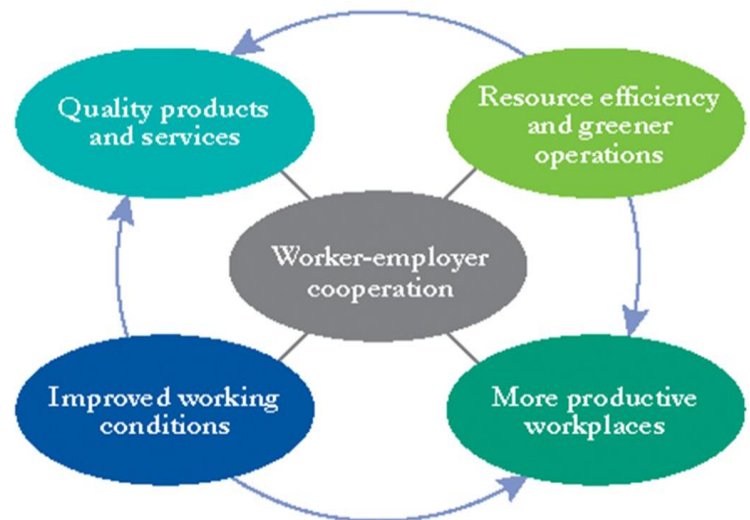 Quality products
and services
Resource efficiency
and greener
operations
Worker-employer
cooperation
Improved working
conditions
More productive
workplaces